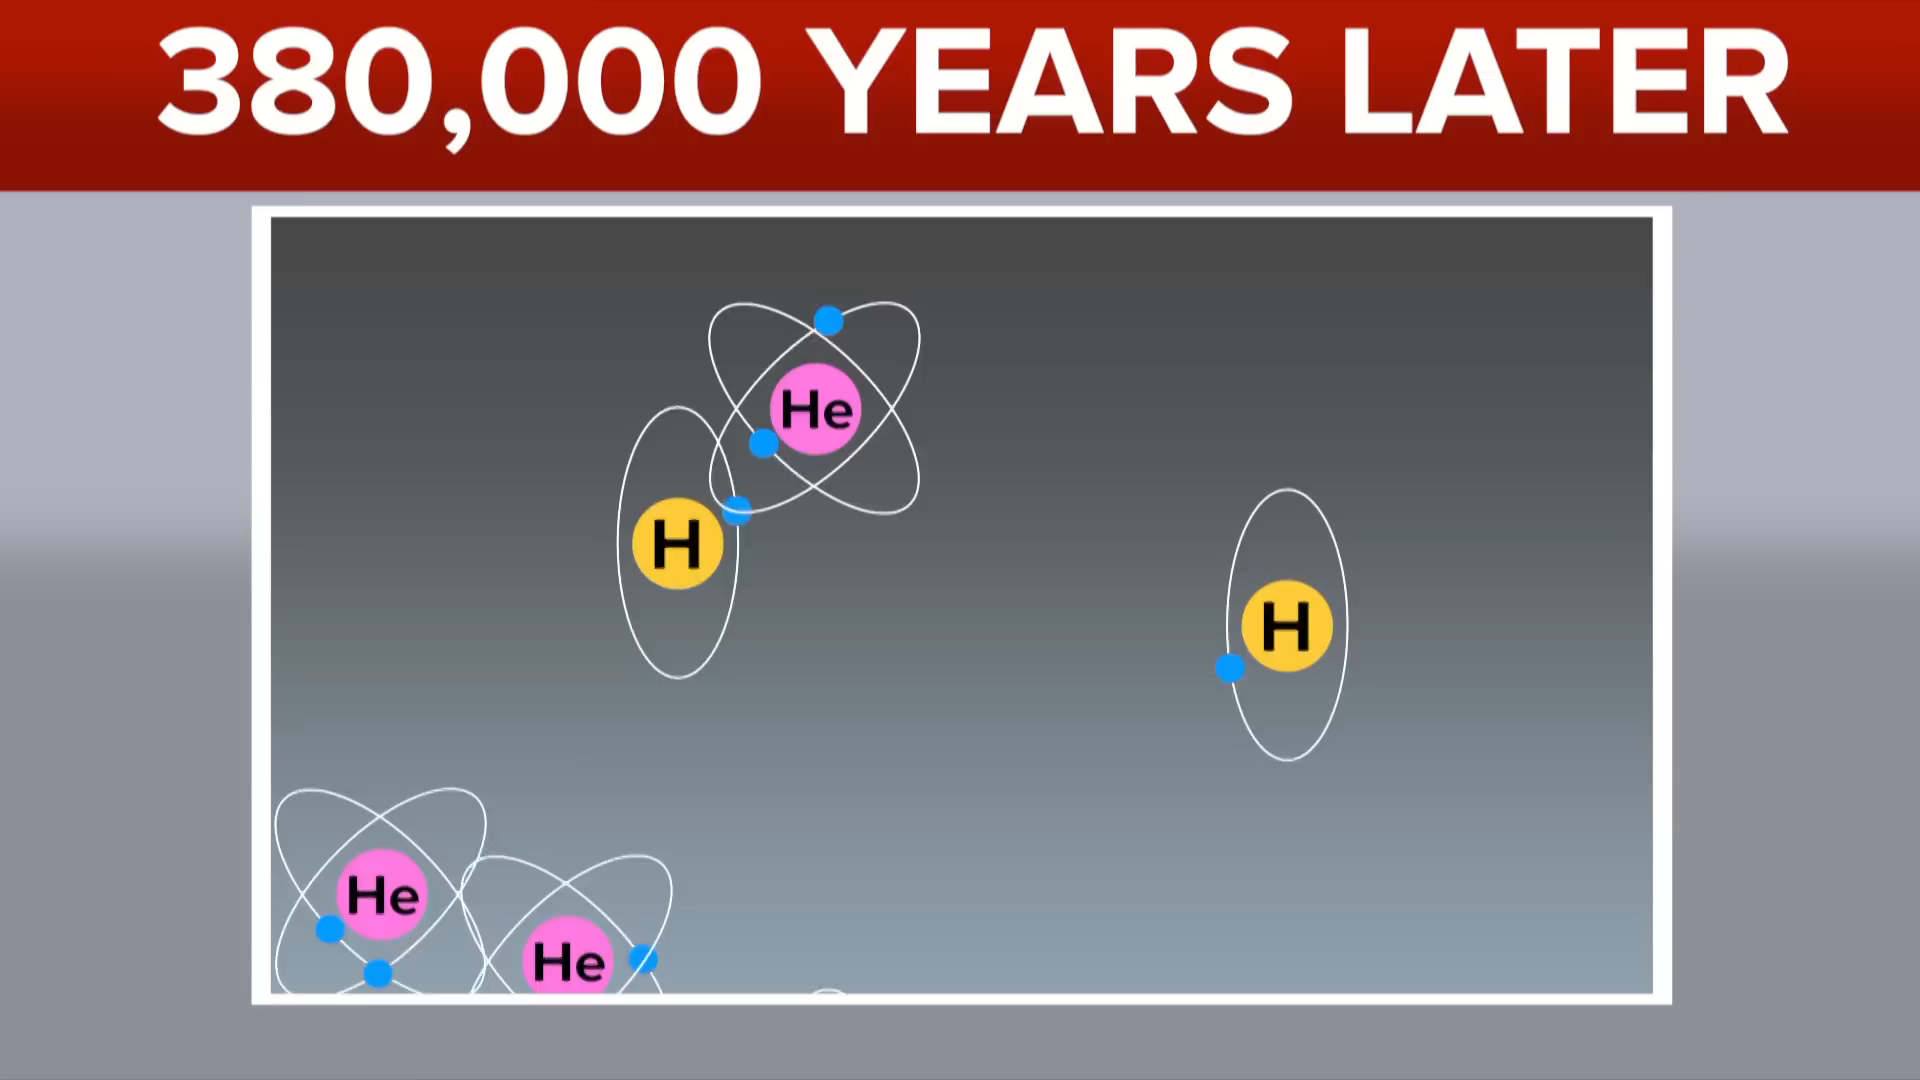 380,000 YEARS LATER
He
H
H
He
He